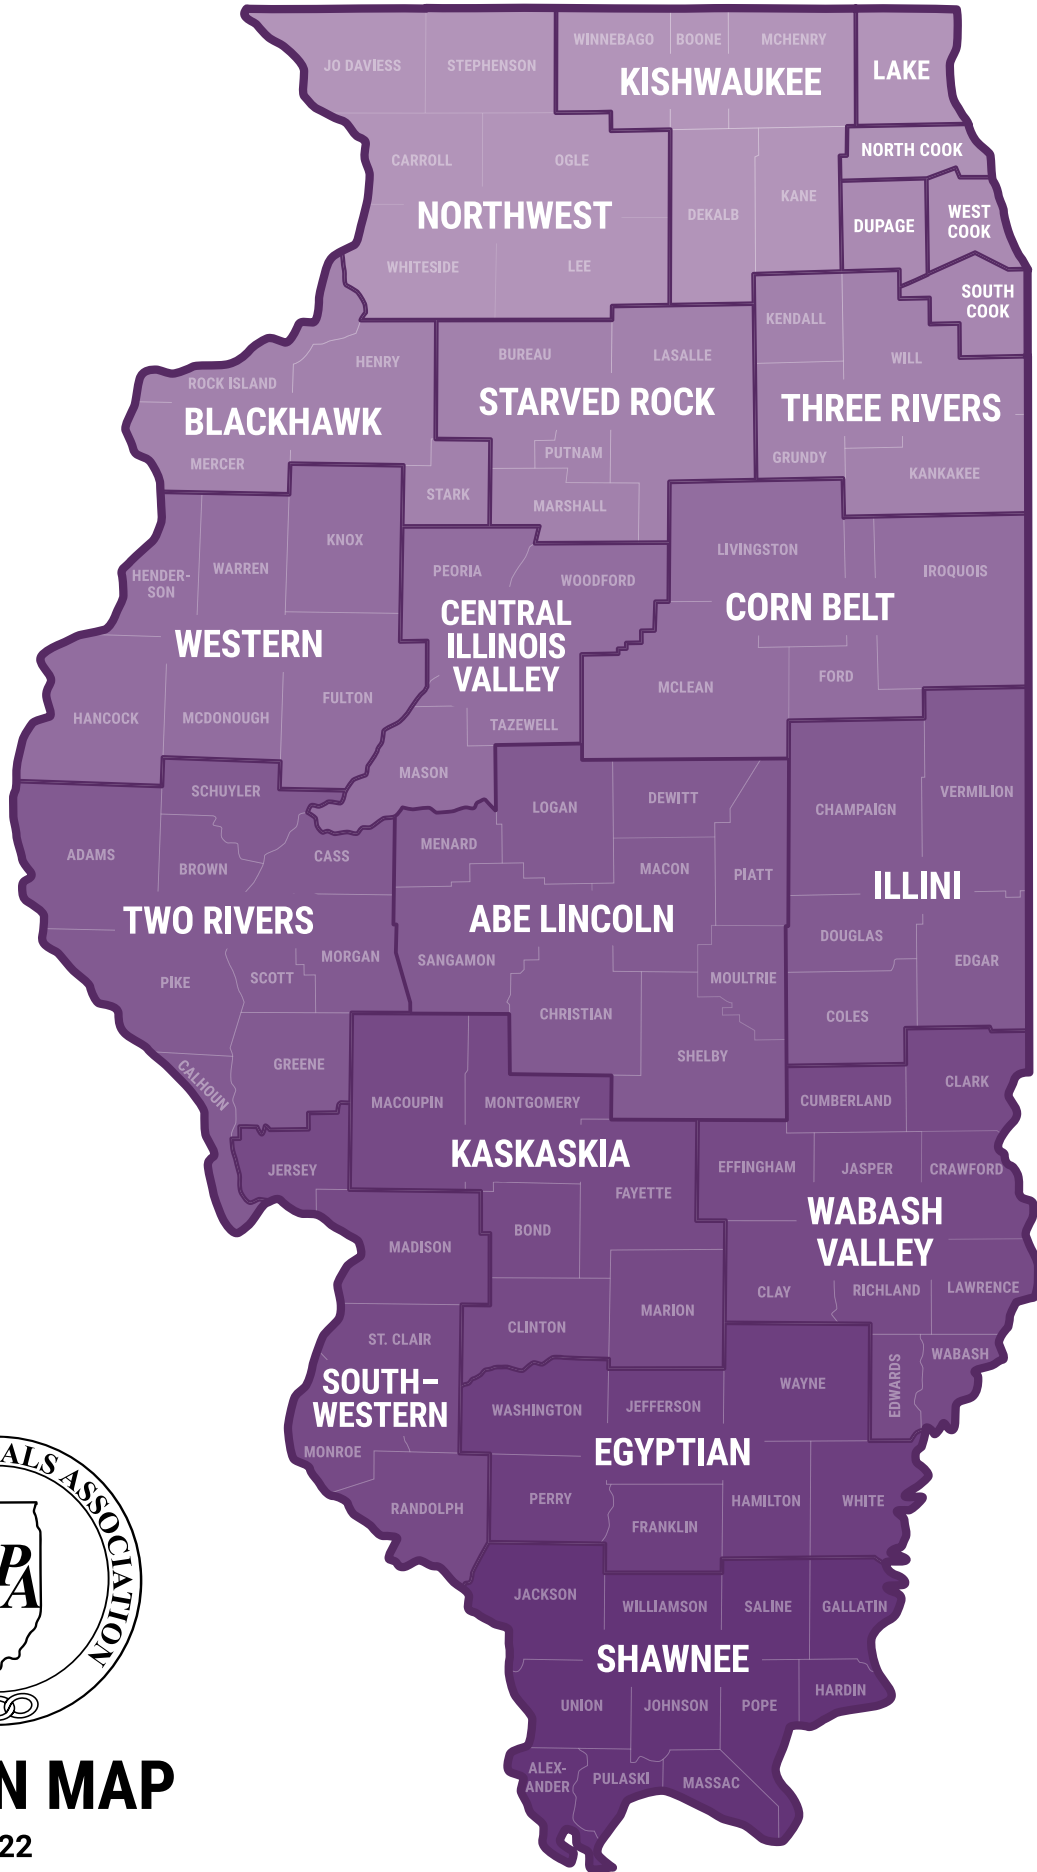 WINNEBAGO
BOONE
MCHENRY
JO DAVIESS
STEPHENSON
KISHWAUKEE
LAKE
NORTH COOK
CARROLL
OGLE
KANE
NORTHWEST
DEKALB
DUPAGE
WEST
COOK
WHITESIDE
LEE
SOUTH
COOK
KENDALL
BUREAU
LASALLE
WILL
HENRY
ROCK ISLAND
STARVED ROCK
THREE RIVERS
BLACKHAWK
MERCER
PUTNAM
GRUNDY
KANKAKEE
STARK
MARSHALL
KNOX
LIVINGSTON
HENDER-
SON
WARREN
PEORIA
WOODFORD
IROQUOIS
CENTRAL
ILLINOIS
VALLEY
CORN BELT
WESTERN
MCLEAN
FORD
FULTON
HANCOCK
MCDONOUGH
TAZEWELL
MASON
SCHUYLER
LOGAN
DEWITT
CHAMPAIGN
VERMILION
ADAMS
BROWN
CASS
MENARD
MACON
PIATT
ILLINI
TWO RIVERS
ABE LINCOLN
DOUGLAS
MORGAN
SANGAMON
EDGAR
PIKE
SCOTT
MOULTRIE
CHRISTIAN
COLES
SHELBY
GREENE
CALHOUN
CLARK
MACOUPIN
MONTGOMERY
CUMBERLAND
KASKASKIA
JERSEY
EFFINGHAM
JASPER
CRAWFORD
FAYETTE
WABASH
VALLEY
BOND
MADISON
CLAY
RICHLAND
LAWRENCE
MARION
CLINTON
ST. CLAIR
WABASH
EDWARDS
SOUTH-
WESTERN
WAYNE
WASHINGTON
JEFFERSON
MONROE
EGYPTIAN
PERRY
HAMILTON
WHITE
RANDOLPH
FRANKLIN
JACKSON
WILLIAMSON
SALINE
GALLATIN
SHAWNEE
UNION
JOHNSON
POPE
HARDIN
ALEX-
ANDER
PULASKI
MASSAC
ALS ASSOCIATION
P
A
N MAP
22